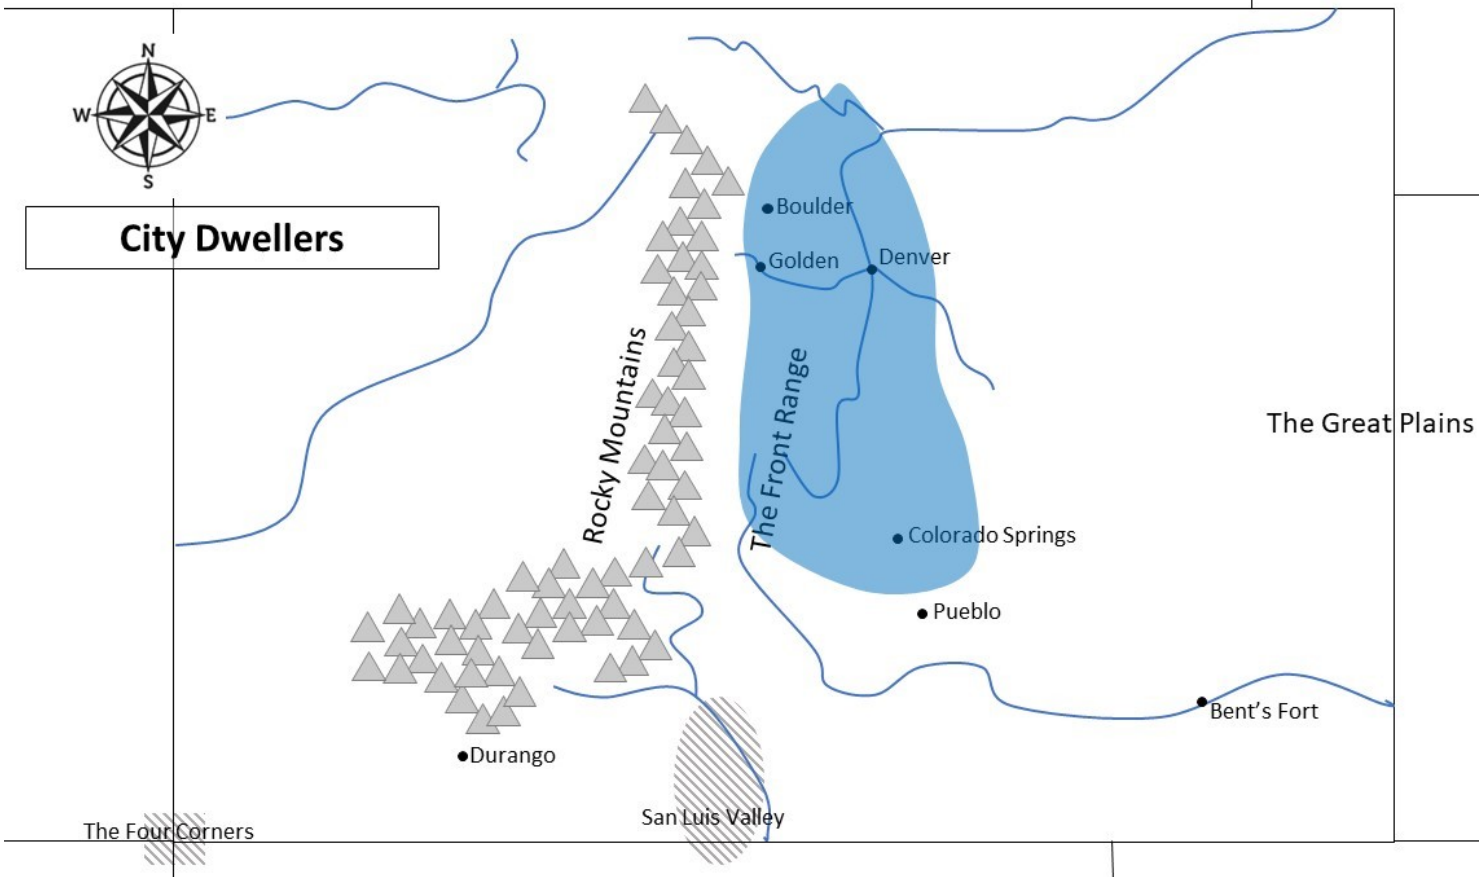 N
W E
S
City Dwellers
Boulder
Golden
Denver
Rocky Mountains
The Front Range
The Great Plains
Colorado Springs
Pueblo
Bent's Fort
Durango
San Luis Valley
The Four Corners